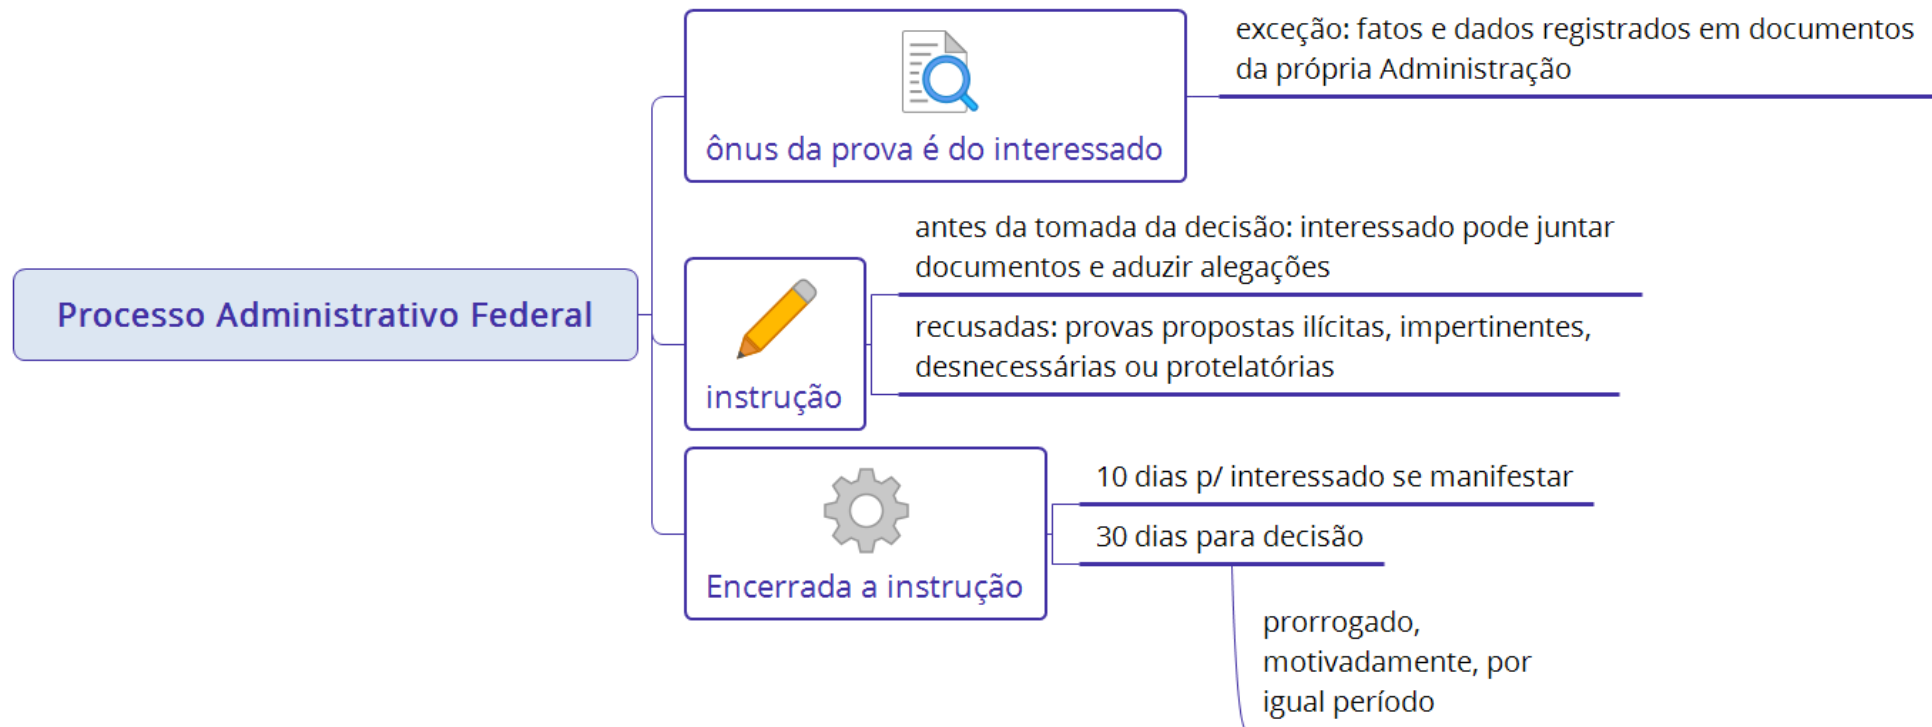 Processo Administrativo Federal
ônus da prova é do interessado
exceção: fatos e dados registrados em documentos
da própria Administração
instrução
antes da tomada da decisão: interessado pode juntar
documentos e aduzir alegações
recusadas: provas propostas ilícitas, impertinentes,
desnecessárias ou protelatórias
Encerrada a instrução
10 dias p/ interessado se manifestar
30 dias para decisão
prorrogado,
motivadamente, por
igual período